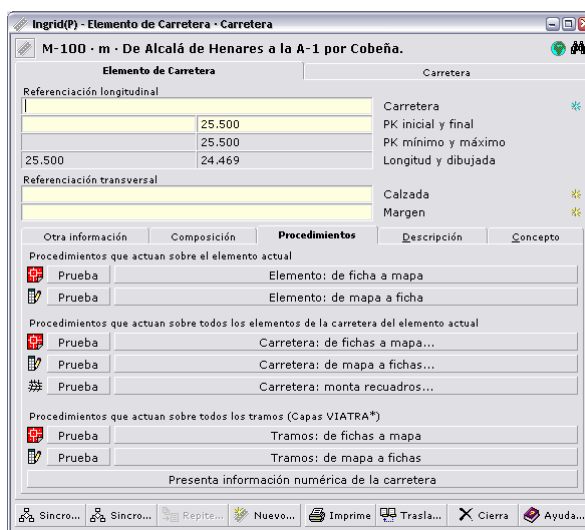 Ingrid(P) - Elemento de Carretera · Carretera
M-100 · m · De Alcalá de Henares a la A-1 por Cobeña.
Elemento de Carretera Carretera
Referenciación longitudinal
Carretera
25.500 PK inicial y final
25.500 PK mínimo y máximo
25.500 24.469 Longitud y dibujada
Referenciación transversal
Calzada
Margen
Otra información Composición Procedimientos Descripción Concepto
Procedimientos que actuan sobre el elemento actual
Prueba Elemento: de ficha a mapa
Prueba Elemento: de mapa a ficha
Procedimientos que actuan sobre todos los elementos de la carretera del elemento actual
Prueba Carretera: de fichas a mapa...
Prueba Carretera: de mapa a fichas...
Prueba Carretera: monta recuadros...
Procedimientos que actuan sobre todos los tramos (Capas VIATRA*)
Prueba Tramos: de fichas a mapa
Prueba Tramos: de mapa a fichas
Presenta información numérica de la carretera
Sincro... Sincro... Repite... Nuevo... Imprime Trasla... Cierra Ayuda...